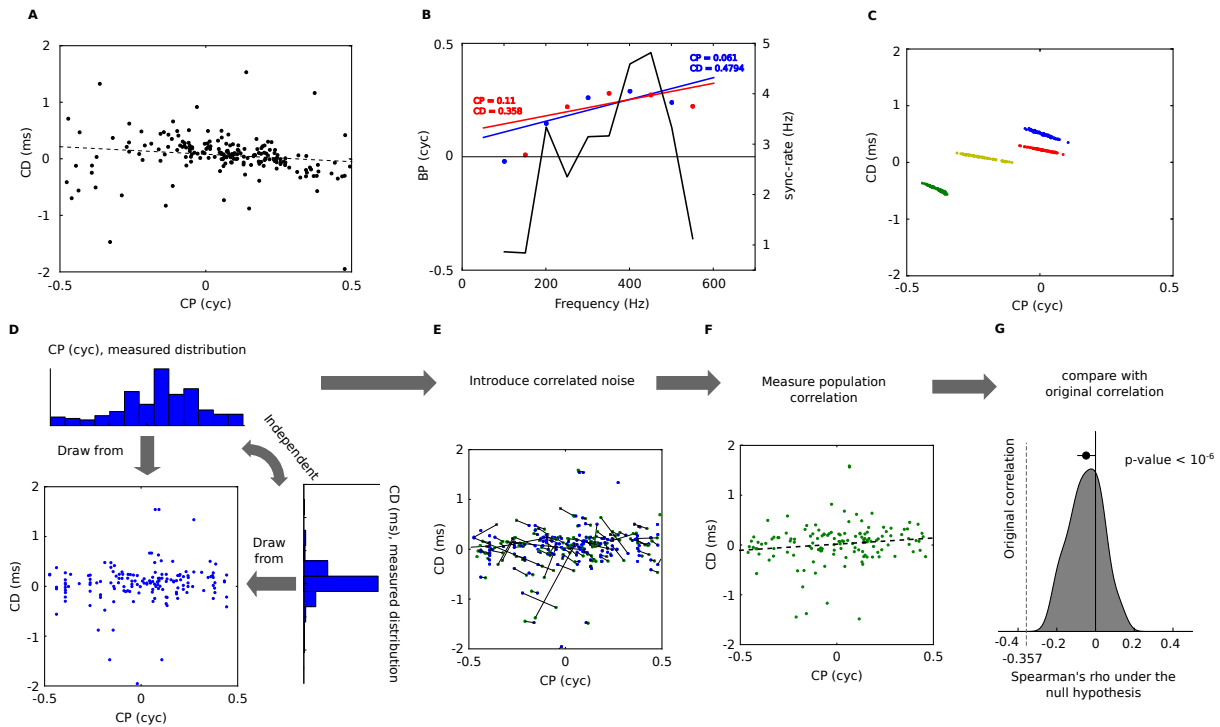 A
2
1
0
-1
-2
-0.5
0
0.5
CD (ms)
CP (cyc)
B
0.5
0
-0.5
BP (cyc)
200
400
600
Frequency (Hz)
5
4
3
2
1
sync-rate (Hz)
CP = 0.11
CD = 0.358
CP = 0.061
CD = 0.4794
C
2
1
0
-1
-2
-0.5
0
0.5
CD (ms)
CP (cyc)
D
CP (cyc), measured distribution
Draw from
Independent
Draw
from
CD (ms), measured distribution
2
1
0
-1
-2
-0.5
0
0.5
CD (ms)
CP (cyc)
E
Introduce correlated noise
2
1
0
-1
-2
-0.5
0
0.5
CD (ms)
CP (cyc)
F
Measure population
correlation
2
1
0
-1
-2
-0.5
0
0.5
CD (ms)
CP (cyc)
G
compare with
original correlation
Original correlation
p-value < 10-6
-0.4
-0.2
0
0.2
0.4
-0.357
Spearman's rho under the
null hypothesis